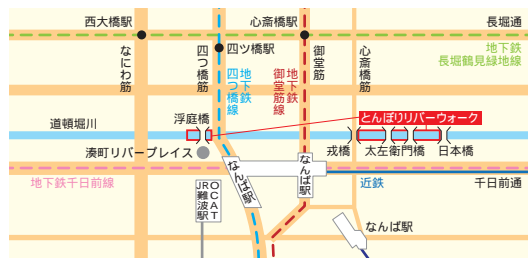 西大橋駅
心斎橋駅
長堀通
なにわ筋
四つ橋筋
四ツ橋駅
地下鉄
四つ橋線
地下鉄
御堂筋線
御堂筋
心斎橋筋
地下鉄
長堀鶴見緑地線
とんぼりリバーウォーク
道頓堀川
浮庭橋
戎橋
太左衛門橋
日本橋
湊町リバープレイス
なんば駅
なんば駅
地下鉄千日前線
近鉄
千日前通
OCAT
JR難波駅
なんば駅